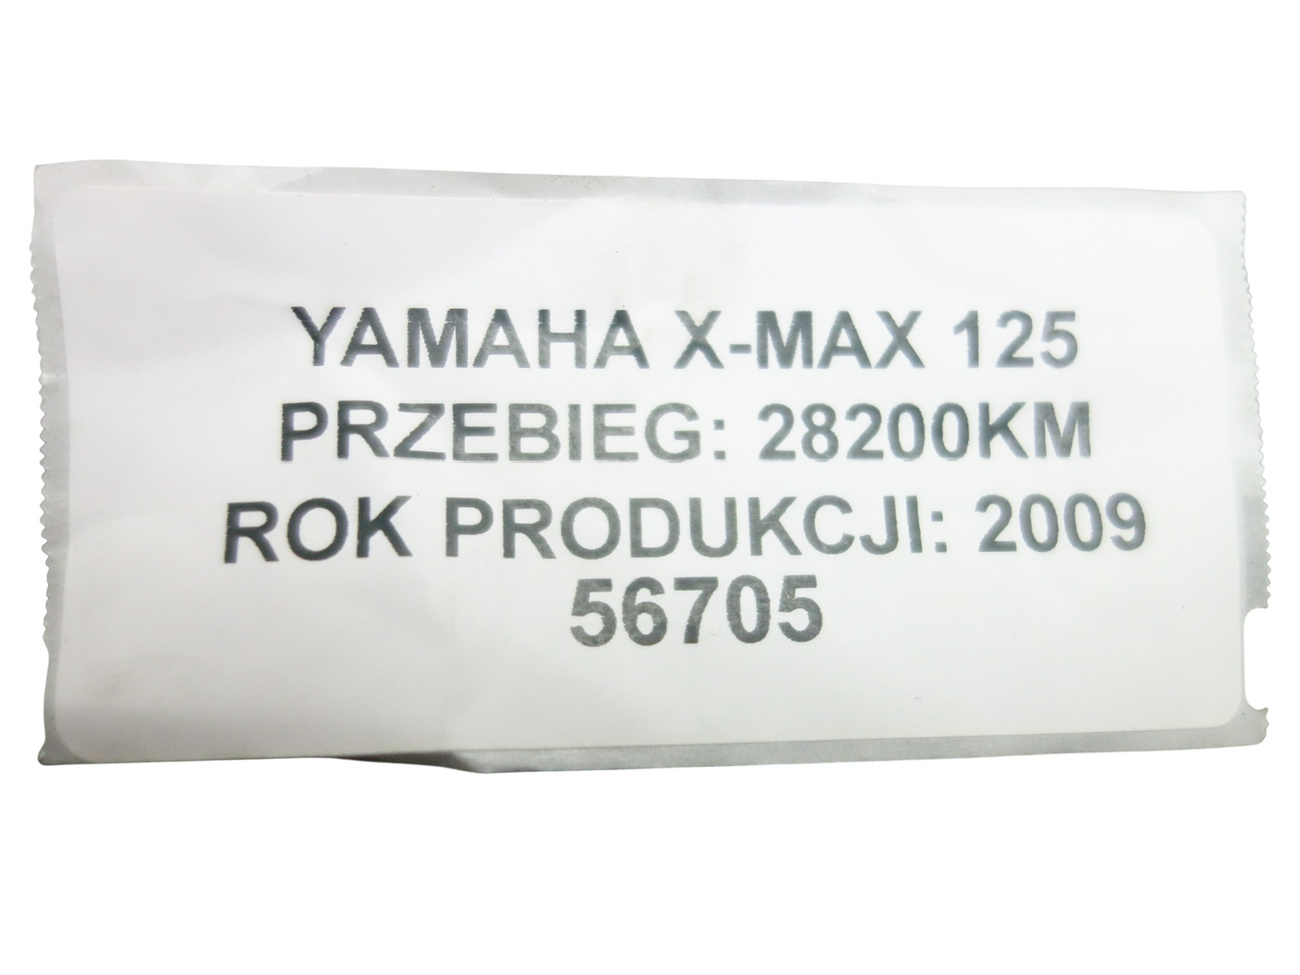 YAMAHA X-MAX 125
PRZEBIEG: 28200KM
ROK PRODUKCJI: 2009
56705